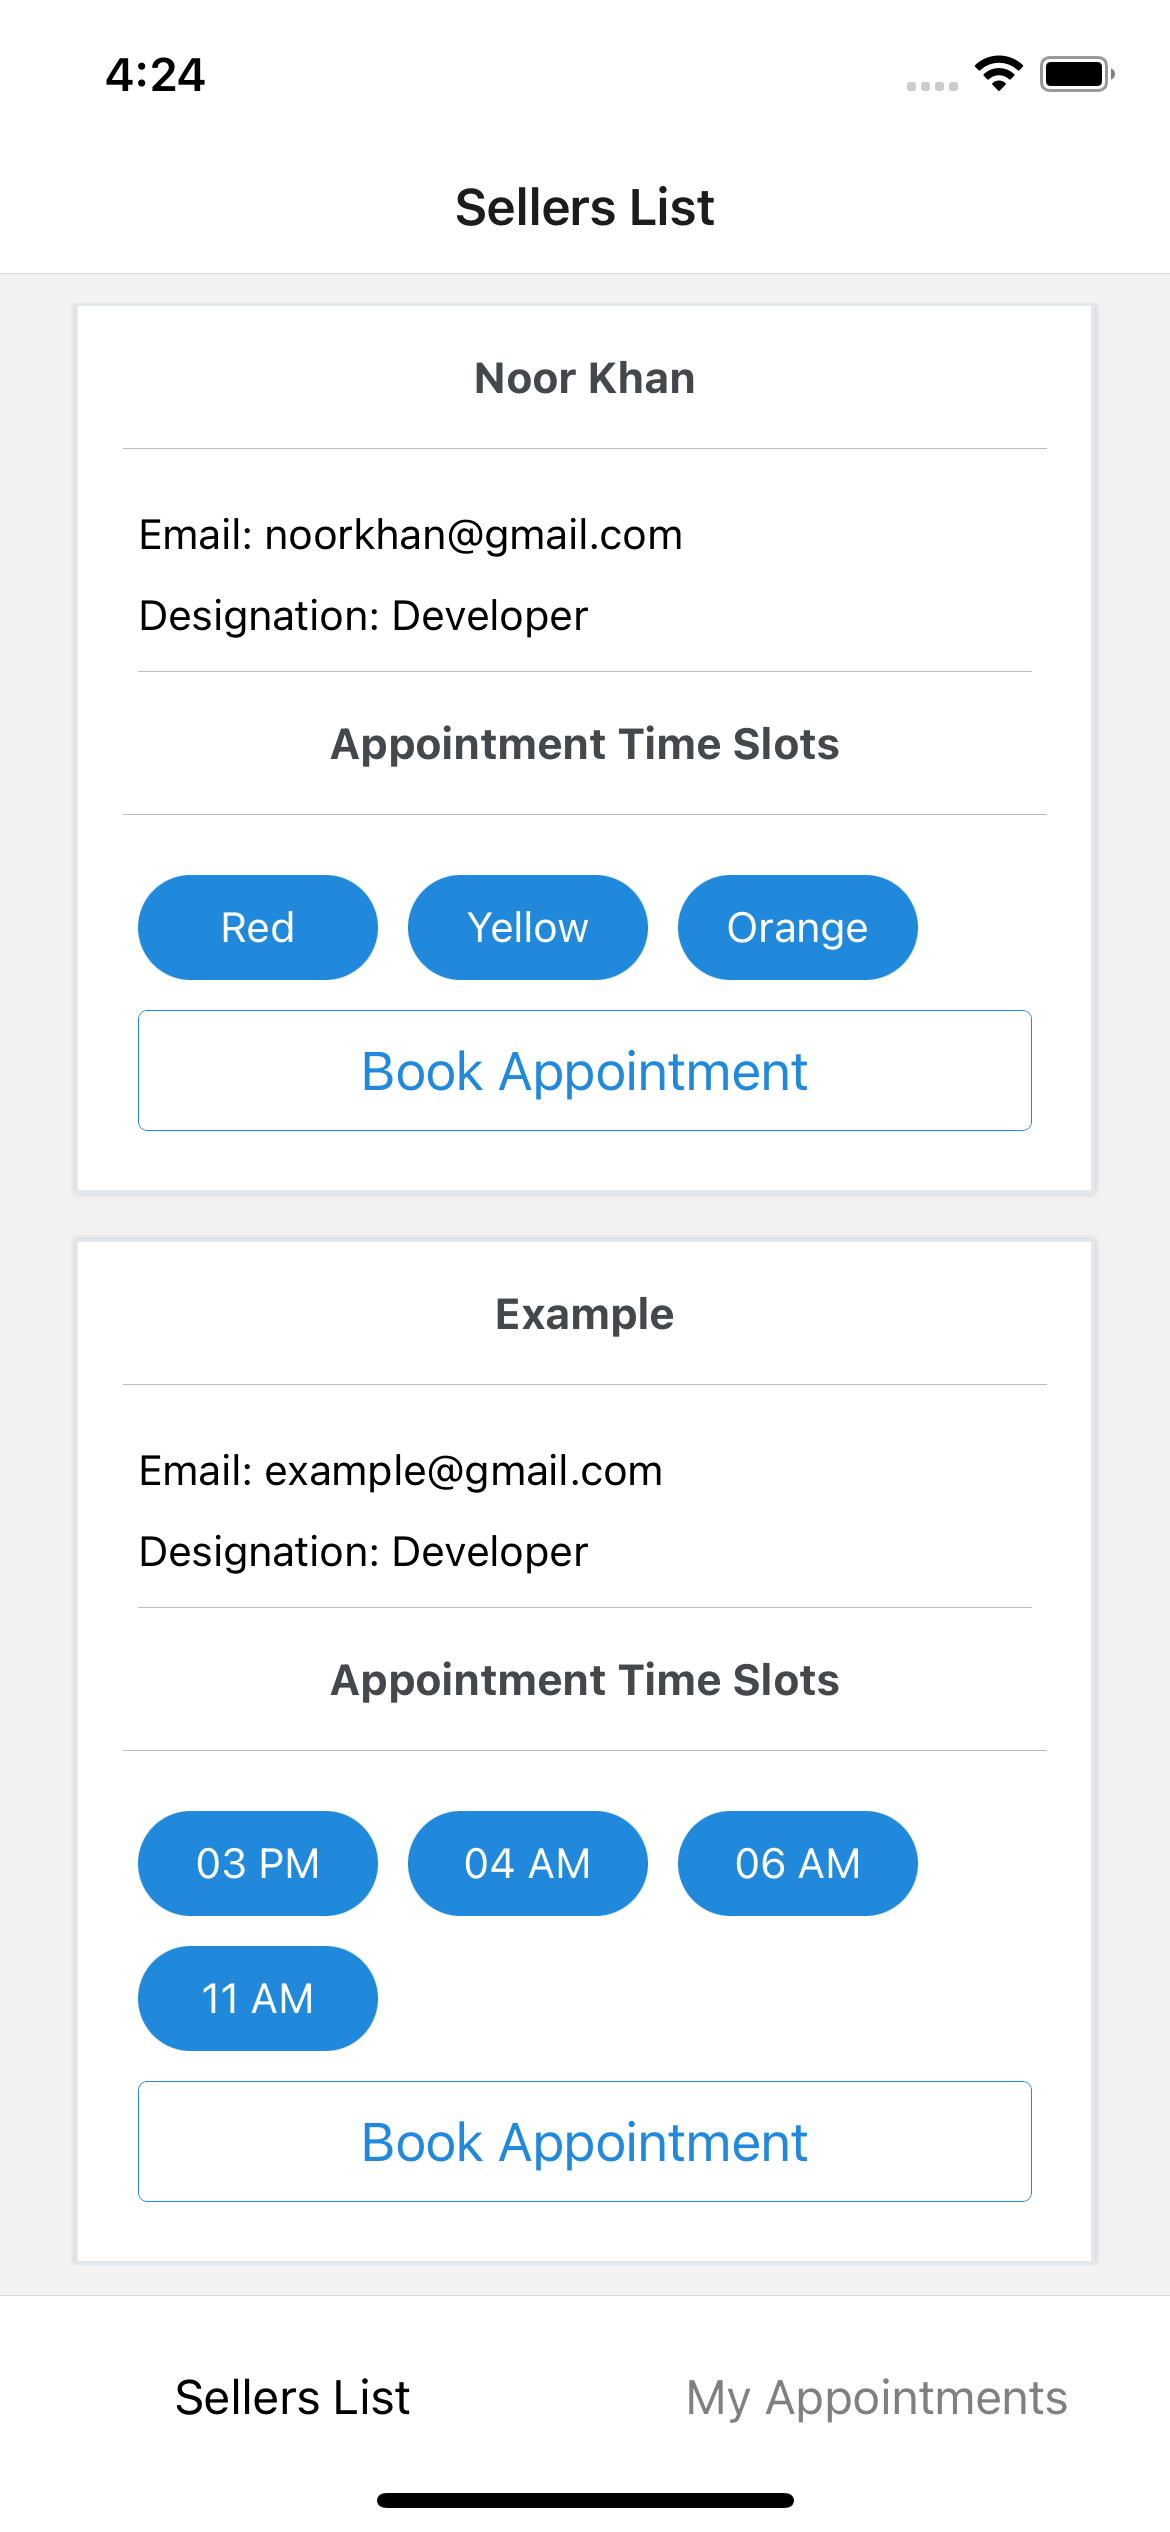 4:24
Sellers List
Noor Khan
Email: noorkhan@gmail.com
Designation: Developer
Appointment Time Slots
Red Yellow Orange
Book Appointment
Example
Email: example@gmail.com
Designation: Developer
Appointment Time Slots
03 PM 04 AM 06 AM
11 AM
Book Appointment
Sellers List My Appointments